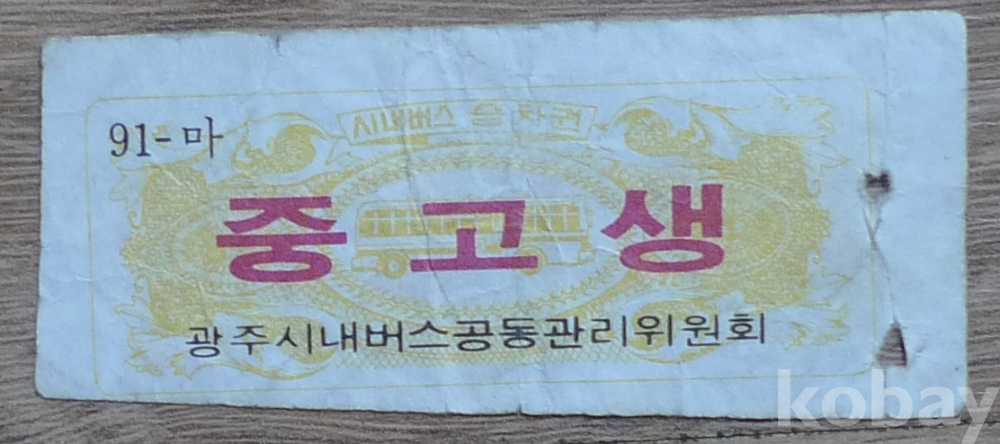 시내버스 승차권
91-마
중고생
광주시내버스공동관리위원회
kobay